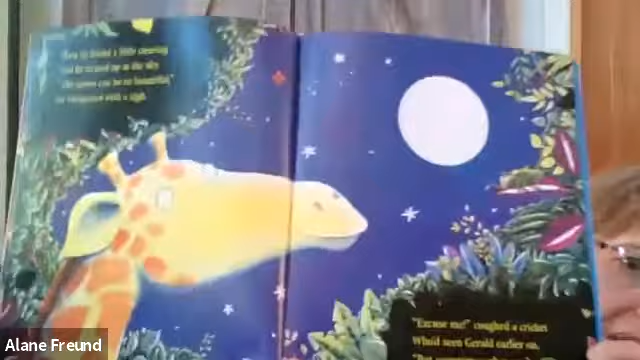 Then he found a little clearing
and he looked up at the sky.
"The moon can be so beautiful,"
he whispered with a sigh.
"Excuse me!" coughed a cricket
Who'd seen Gerald earlier on.
Alane Freund